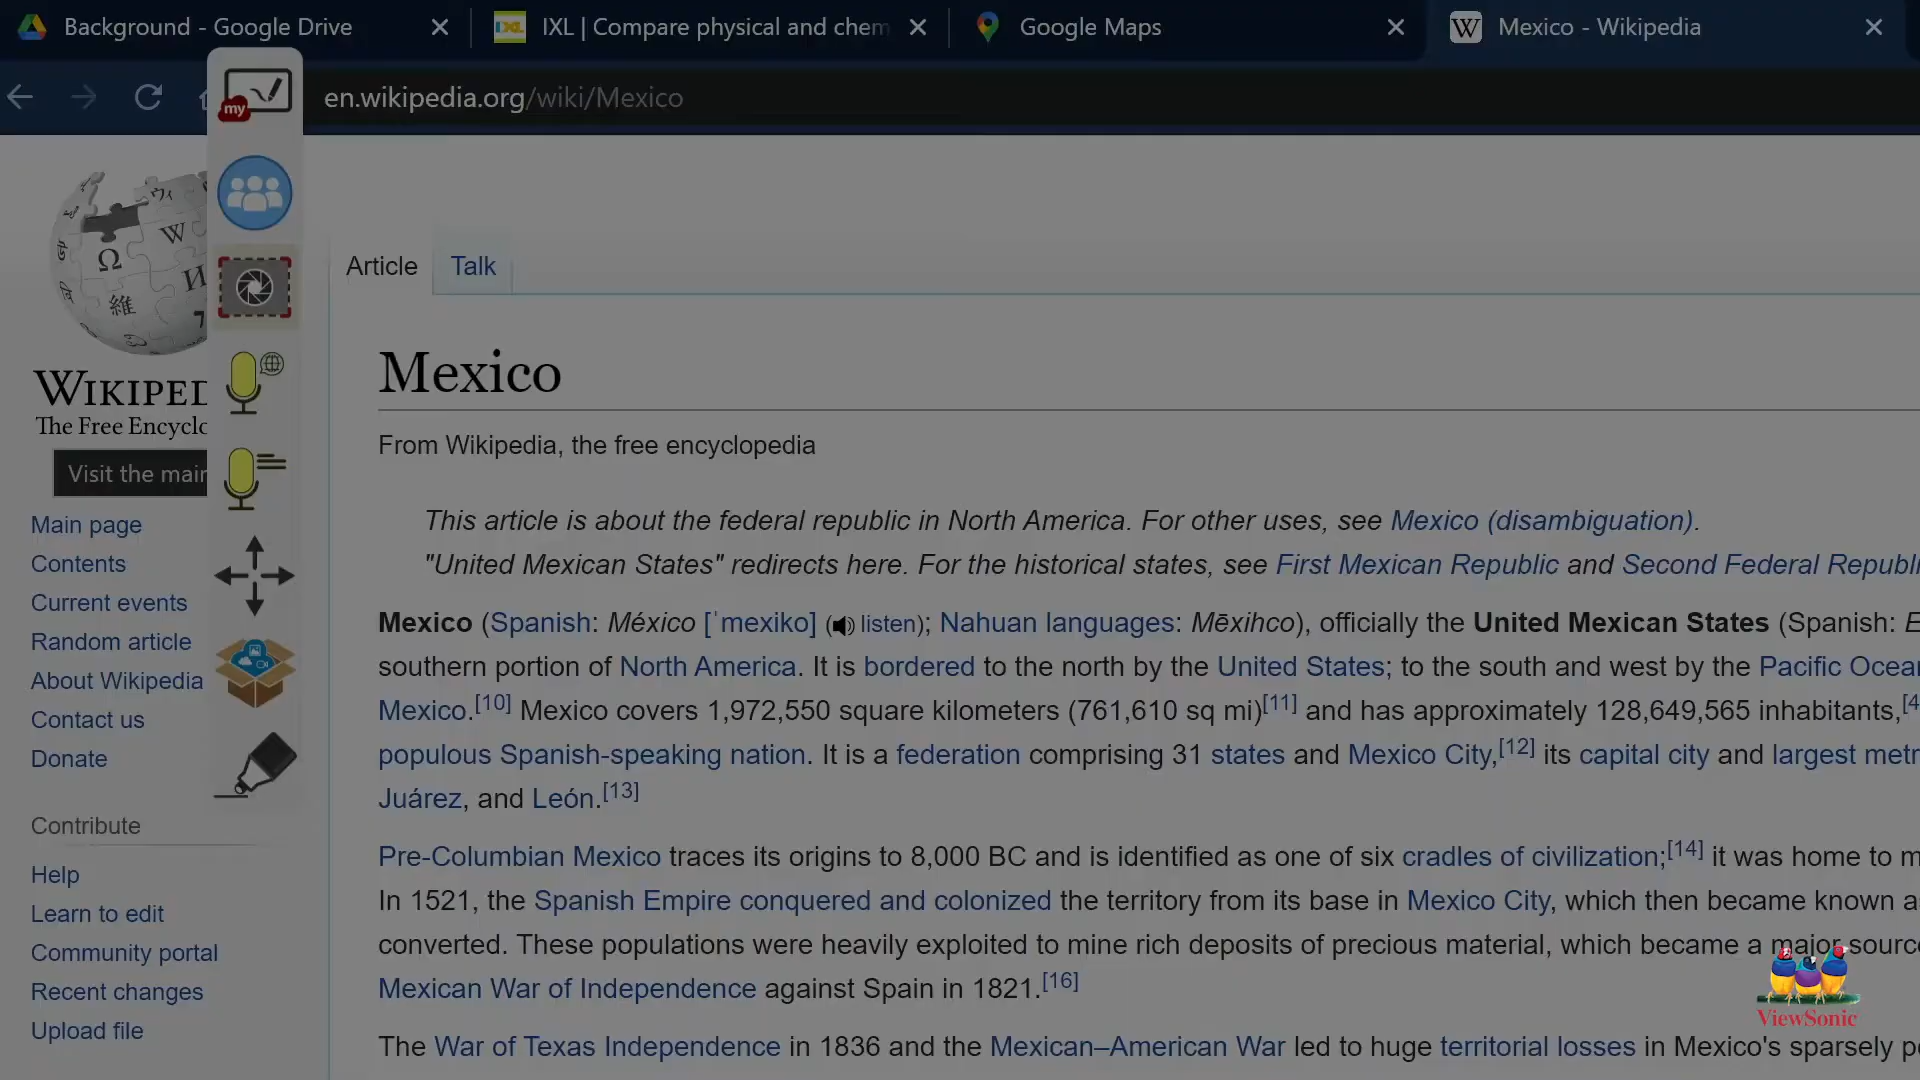 Background - Google Drive
IXL | Compare physical and chem
Google Maps
Mexico - Wikipedia
en.wikipedia.org/wiki/Mexico
my
Ω
W
И
維
ウィ
7
WIKIPED
The Free Encyclo
Visit the main
Main page
Contents
Current events
Random article
About Wikipedia
Contact us
Donate
Contribute
Help
Learn to edit
Community portal
Recent changes
Upload file
Article
Talk
Mexico
From Wikipedia, the free encyclopedia
This article is about the federal republic in North America. For other uses, see Mexico (disambiguation).
"United Mexican States" redirects here. For the historical states, see First Mexican Republic and Second Federal Republi
Mexico (Spanish: México [ˈmexiko] (listen); Nahuan languages: Mēxihco), officially the United Mexican States (Spanish: E
southern portion of North America. It is bordered to the north by the United States; to the south and west by the Pacific Ocea
Mexico.[10] Mexico covers 1,972,550 square kilometers (761,610 sq mi)[11] and has approximately 128,649,565 inhabitants,[4
populous Spanish-speaking nation. It is a federation comprising 31 states and Mexico City,[12] its capital city and largest metr
Juárez, and León.[13]
Pre-Columbian Mexico traces its origins to 8,000 BC and is identified as one of six cradles of civilization;[14] it was home to m
In 1521, the Spanish Empire conquered and colonized the territory from its base in Mexico City, which then became known a
converted. These populations were heavily exploited to mine rich deposits of precious material, which became a major source
Mexican War of Independence against Spain in 1821.[16]
The War of Texas Independence in 1836 and the Mexican–American War led to huge territorial losses in Mexico's sparsely p
ViewSonic